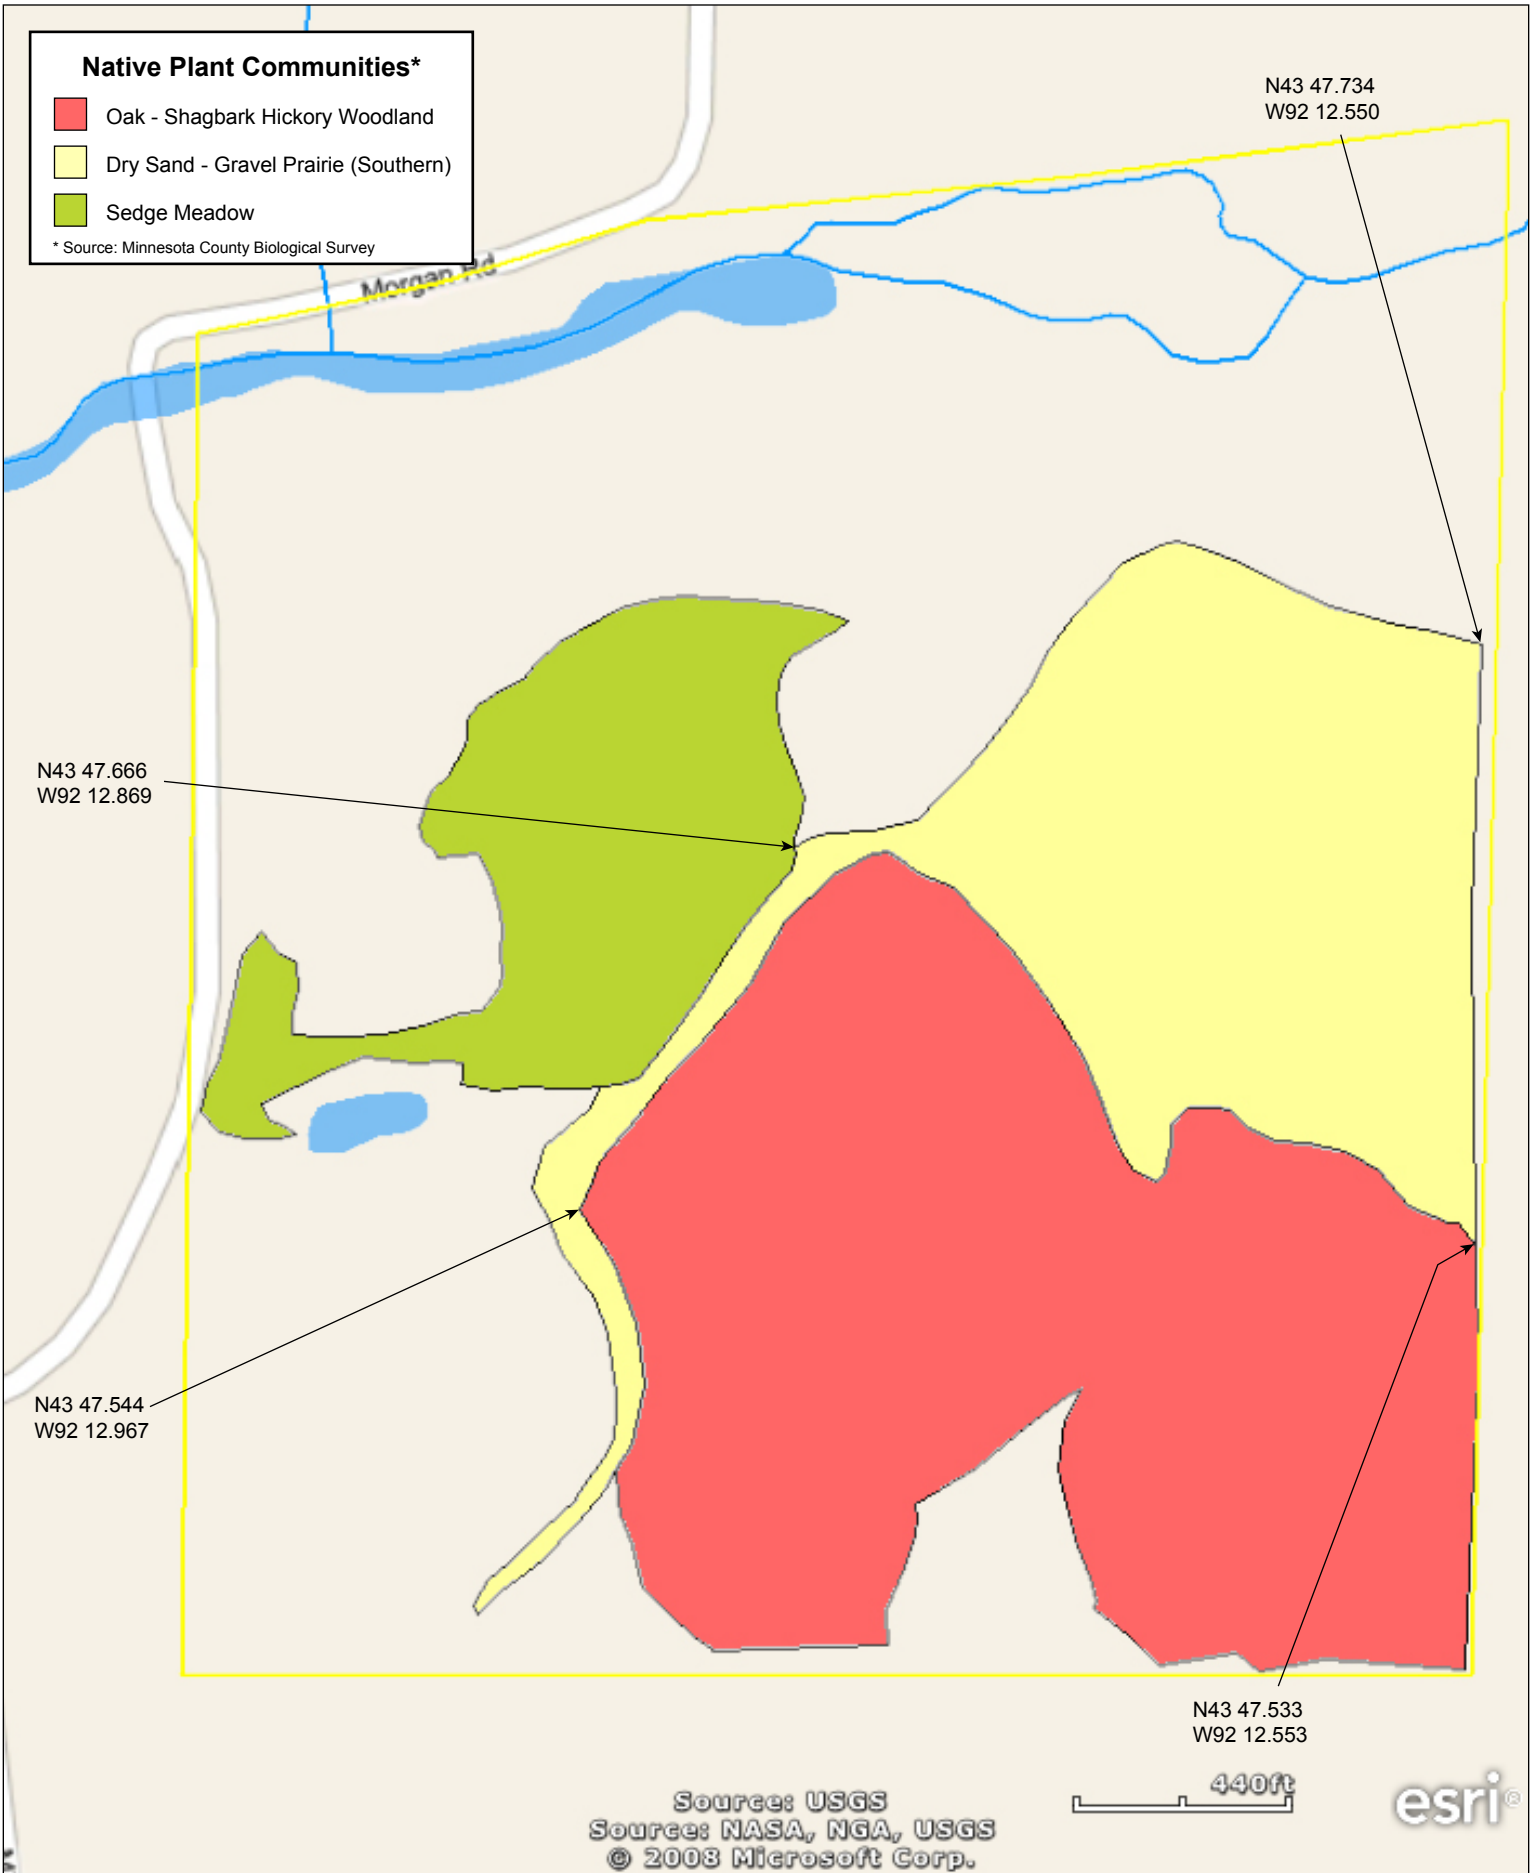 Native Plant Communities*
Oak - Shagbark Hickory Woodland
Dry Sand - Gravel Prairie (Southern)
Sedge Meadow
* Source: Minnesota County Biological Survey
N43 47.734
W92 12.550
Morgan Rd
N43 47.666
W92 12.869
N43 47.544
W92 12.967
N43 47.533
W92 12.553
440ft
Source: USGS
Source: NASA, NGA, USGS
© 2008 Microsoft Corp.
esri®